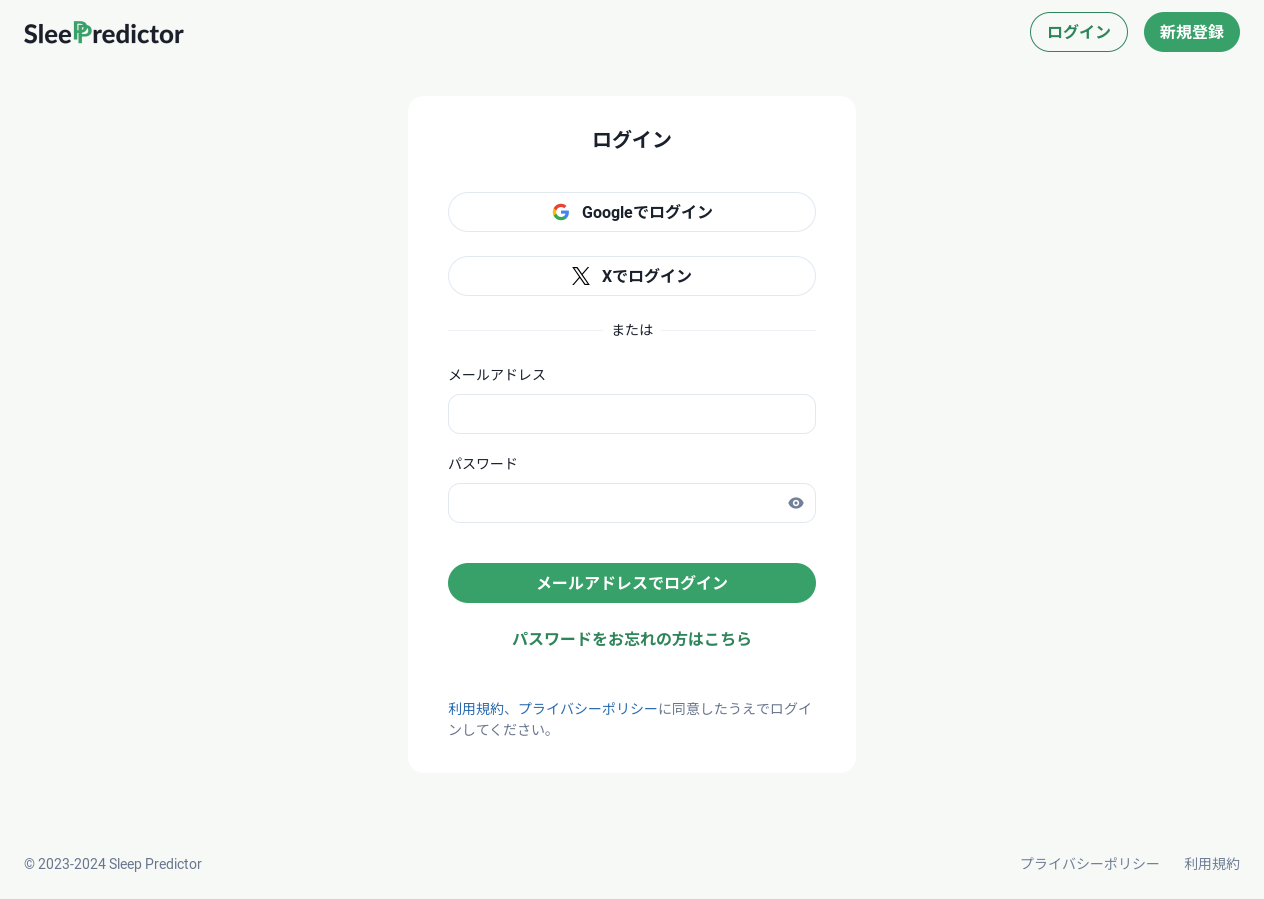 SleePredictor
ログイン
新規登録
ログイン
Googleでログイン
Xでログイン
または
メールアドレス
パスワード
メールアドレスでログイン
パスワードをお忘れの方はこちら
利用規約、プライバシーポリシーに同意したうえでログイ
ンしてください。
© 2023-2024 Sleep Predictor
プライバシーポリシー
利用規約